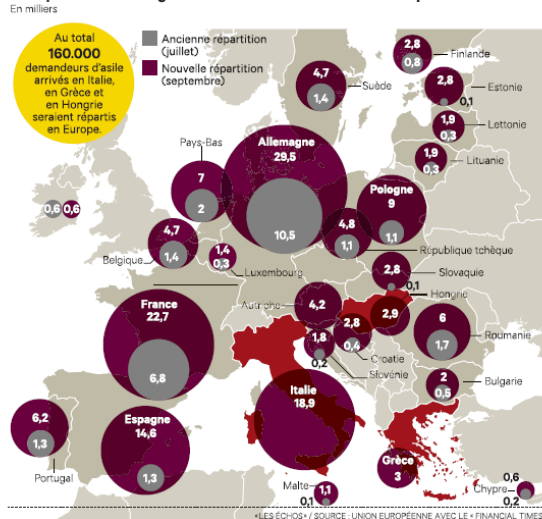 En milliers
Au total
160.000
demandeurs d'asile
arrivés en Italie,
en Grèce et
en Hongrie
seraient répartis
en Europe.
Ancienne répartition
(juillet)
Nouvelle répartition
(septembre)
2,8
0,8
Finlande
4,7
1,4
Suède
2,8
0,1
Estonie
1,9
0,3
Lettonie
1,9
0,3
Lituanie
Pays-Bas
7
2
Allemagne
29,5
10,5
Pologne
9
1,1
0,6
0,6
4,7
1,4
Belgique
1,4
0,3
Luxembourg
4,8
1,1
République tchèque
2,8
0,1
Slovaquie
Hongrie
2,9
Autriche
4,2
France
22,7
6,8
1,8
0,2
Slovénie
2,8
0,4
Croatie
6
1,7
Roumanie
2
0,5
Bulgarie
Italie
18,9
6,2
1,3
Portugal
Espagne
14,6
1,3
Grèce
3
Malte
1,1
0,1
0,6
Chypre
0,2
«LES ÉCHOS» / SOURCE : UNION EUROPÉENNE AVEC LE « FINANCIAL TIMES